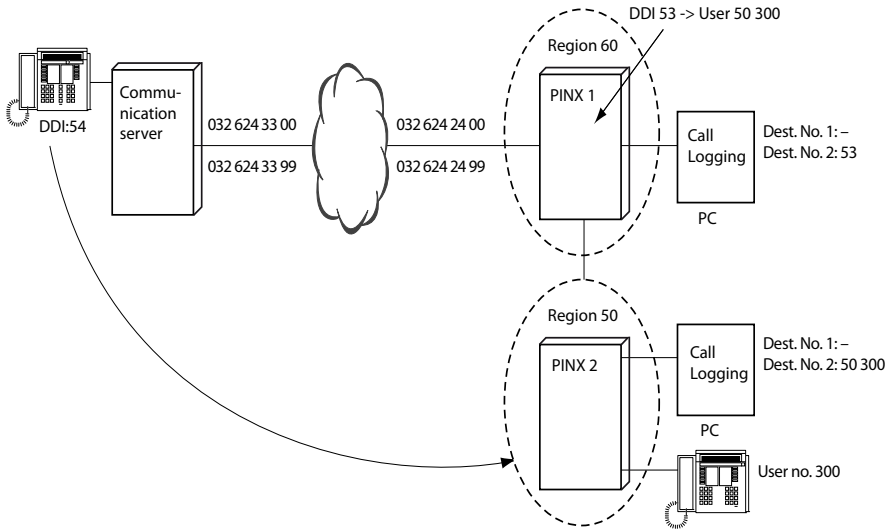 DDI 53 -> User 50 300
Region 60
Commu-
nication
server
PINX 1
DDI:54
032 624 33 00
032 624 24 00
Call
Logging
Dest. No. 1: –
Dest. No. 2: 53
032 624 33 99
032 624 24 99
PC
Region 50
PINX 2
Call
Logging
Dest. No. 1: –
Dest. No. 2: 50 300
PC
User no. 300